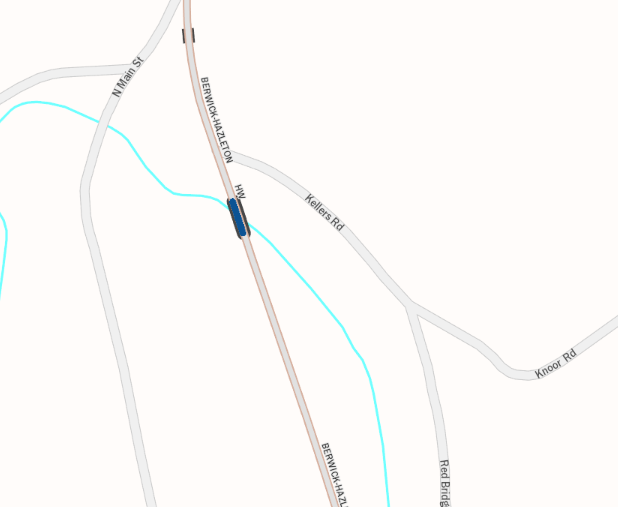 N Main St
BERWICK-HAZLETON HW
Kellers Rd
Knoor Rd
BERWICK-HAZL
Red Bridg